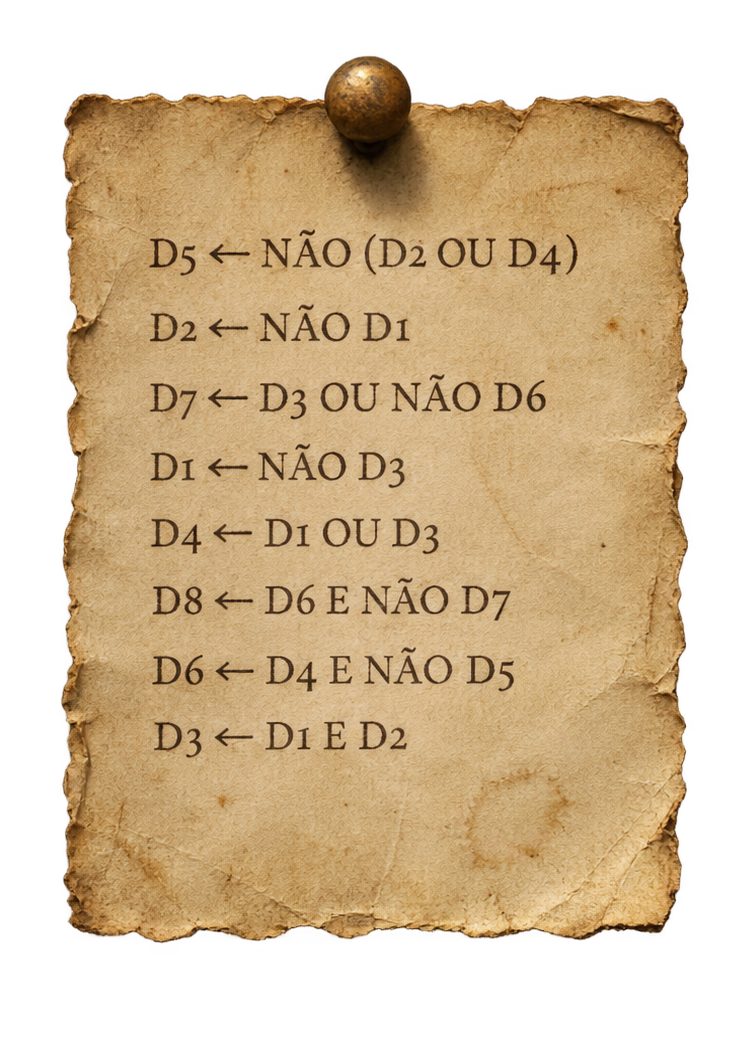 D5 ← NÃO (D2 OU D4)
D2 ← NÃO D1
D7 ← D3 OU NÃO D6
D1 ← NÃO D3
D4 ← D1 OU D3
D8 ← D6 E NÃO D7
D6 ← D4 E NÃO D5
D3 ← D1 E D2